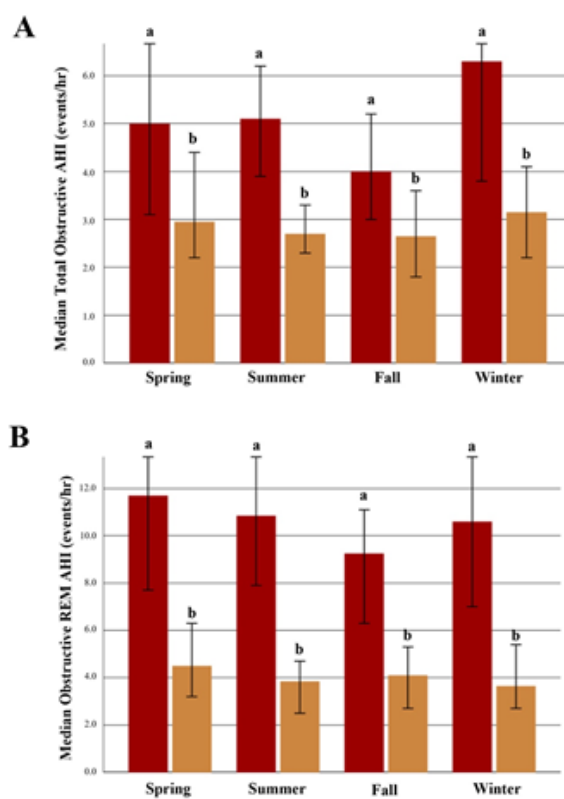 A
Median Total Obstructive AHI (events/hr)
6.0
5.0
4.0
3.0
2.0
1.0
0.0
a
b
a
b
a
b
a
b
Spring Summer Fall Winter
B
Median Obstructive REM AHI (events/hr)
12.0
10.0
8.0
6.0
4.0
2.0
0.0
a
b
a
b
a
b
a
b
Spring Summer Fall Winter